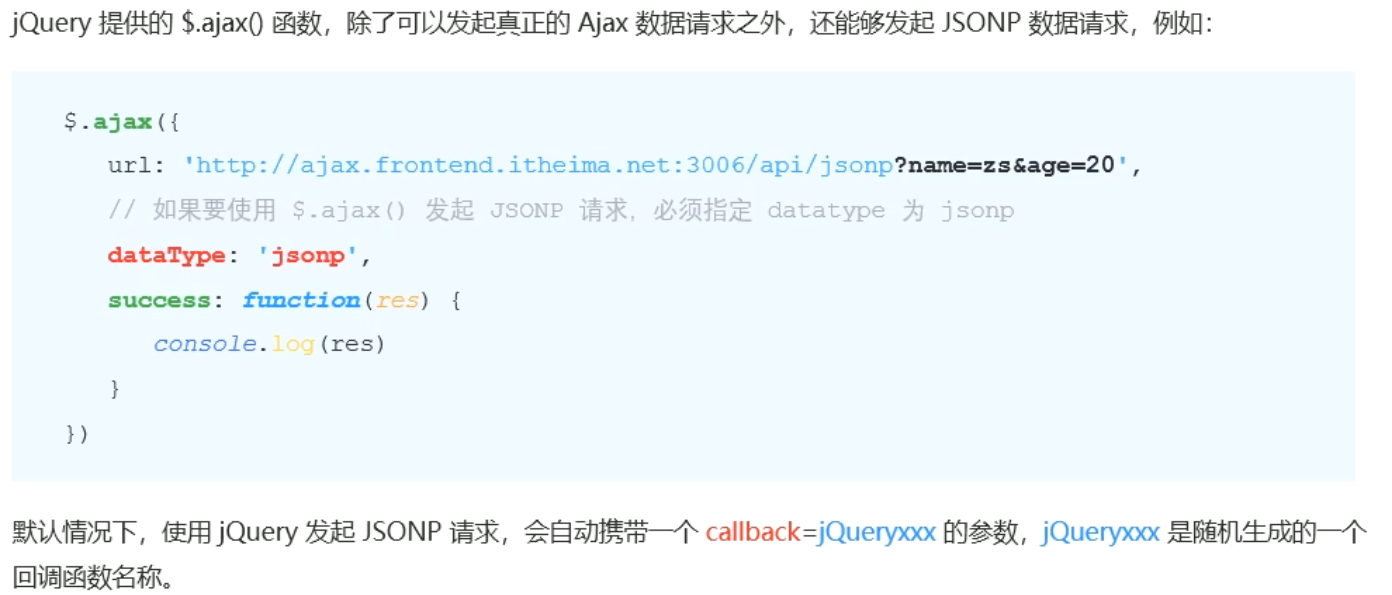 jQuery 提供的 $.ajax() 函数，除了可以发起真正的 Ajax 数据请求之外，还能够发起 JSONP 数据请求，例如：
$.ajax({
url: 'http://ajax.frontend.itheima.net:3006/api/jsonp?name=zs&age=20',
// 如果要使用 $.ajax() 发起 JSONP 请求，必须指定 datatype 为 jsonp
dataType: 'jsonp',
success: function(res) {
console.log(res)
}
})
默认情况下，使用 jQuery 发起 JSONP 请求，会自动携带一个 callback=jQueryxxx 的参数，jQueryxxx 是随机生成的一个
回调函数名称。